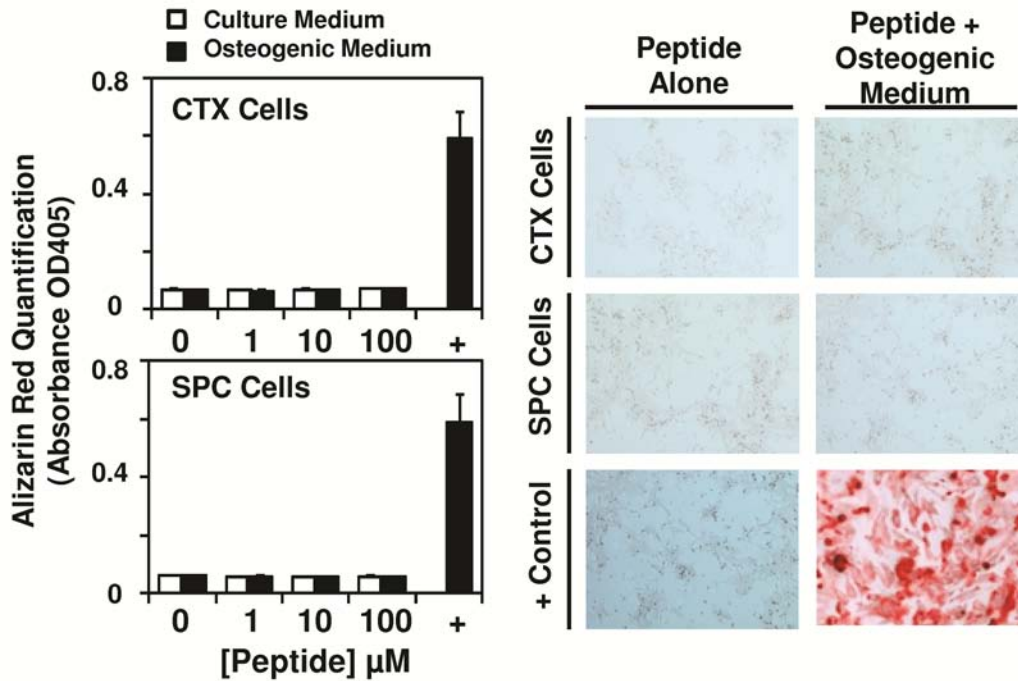 Culture Medium
Osteogenic Medium
Alizarin Red Quantification
(Absorbance OD405)
0.8
0.4
0
CTX Cells
0 1 10 100 +
0.8
0.4
0
SPC Cells
0 1 10 100 +
[Peptide] µM
Peptide
Alone
Peptide +
Osteogenic
Medium
CTX Cells
SPC Cells
+ Control